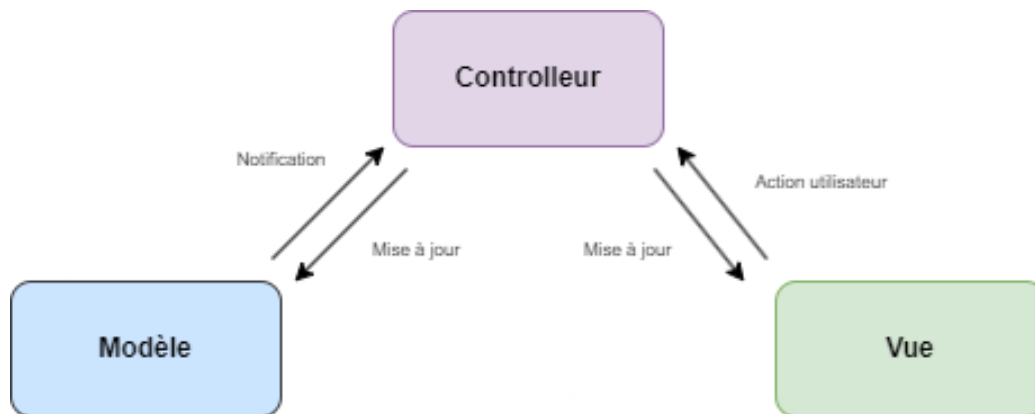 Controlleur
Notification
Action utilisateur
Mise à jour
Mise à jour
Modèle
Vue